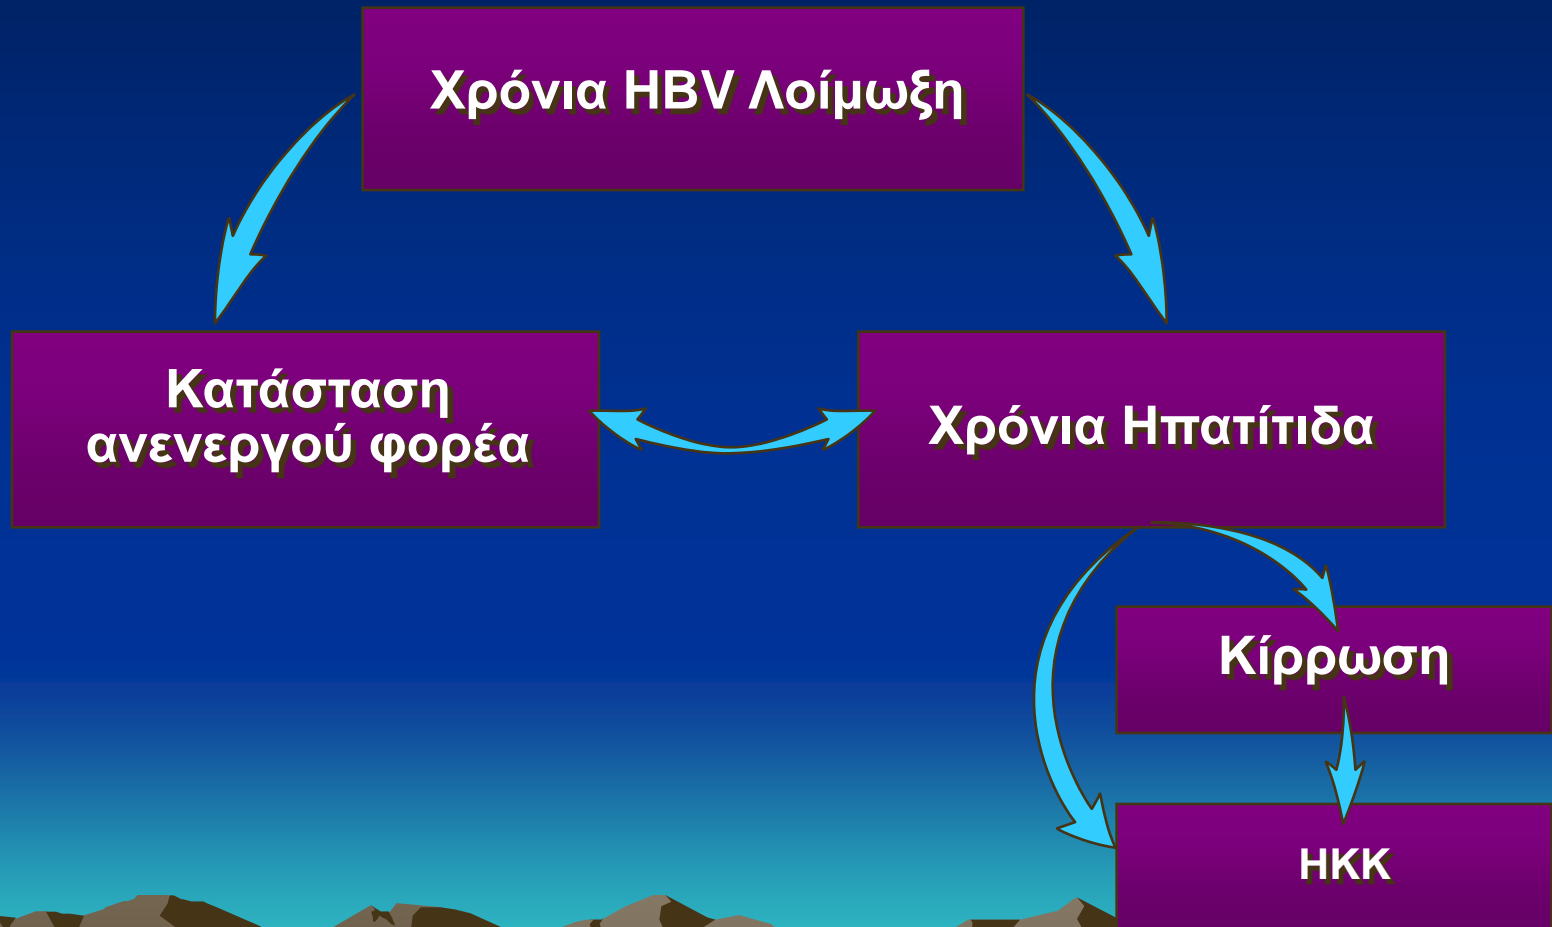 Χρόνια HBV Λοίμωξη
Κατάσταση
ανενεργού φορέα
Χρόνια Ηπατίτιδα
Κίρρωση
ΗΚΚ